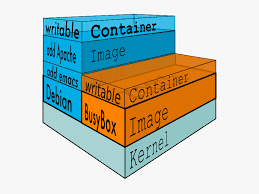 writable Container
add Apache Image
add emacs writable Container
Debian BusyBox Image
Kernel